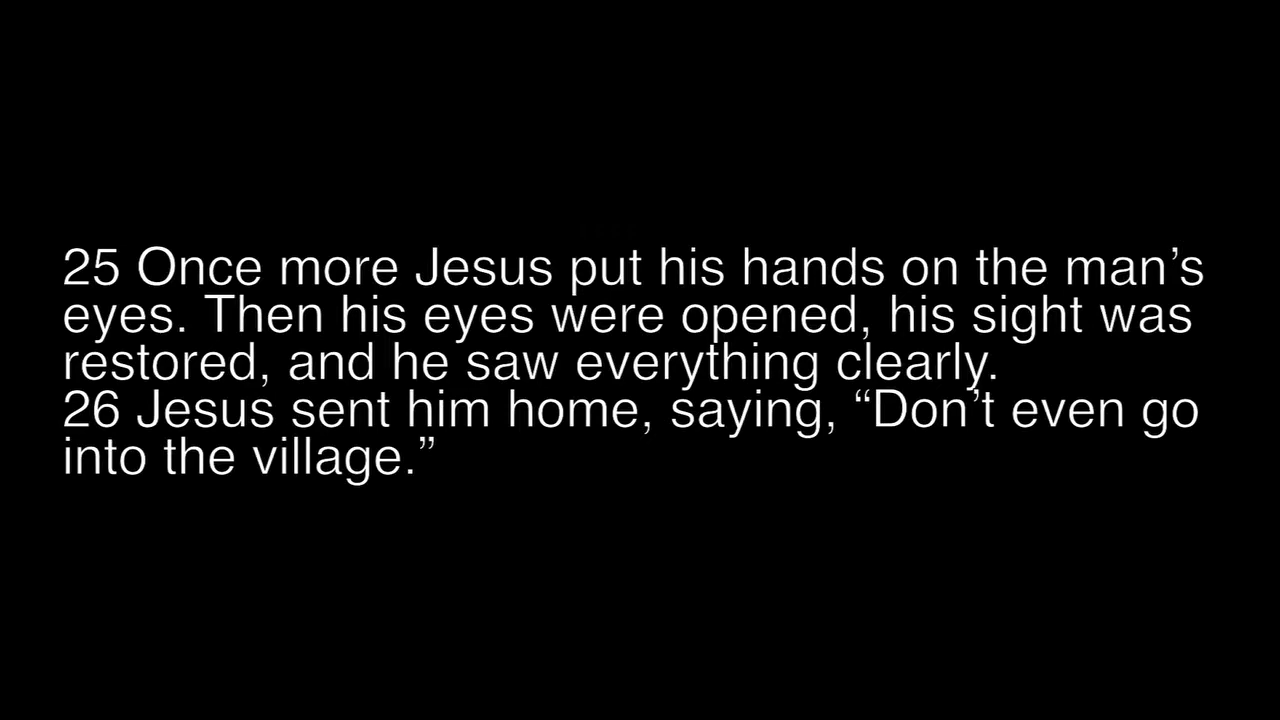 25 Once more Jesus put his hands on the man’s
eyes. Then his eyes were opened, his sight was
restored, and he saw everything clearly.
26 Jesus sent him home, saying, “Don’t even go
into the village.”